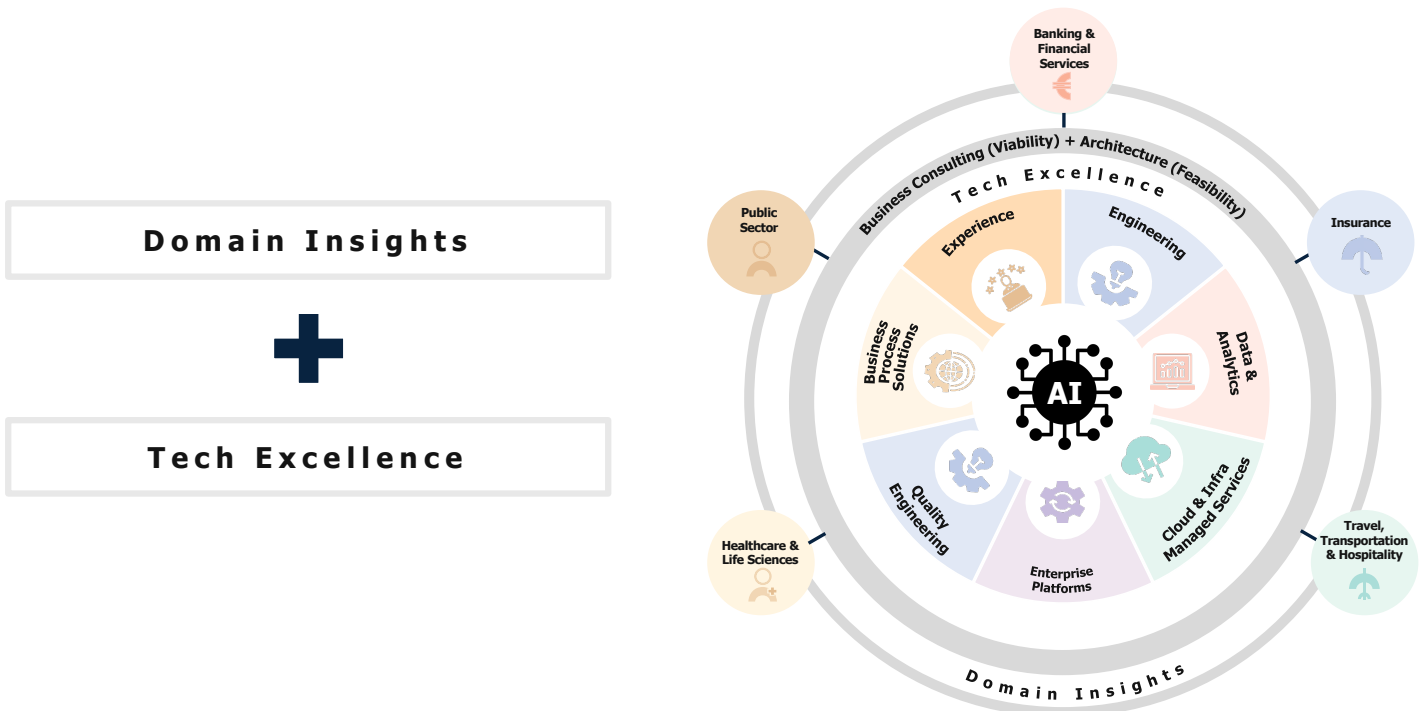 Domain Insights
Tech Excellence
Banking &
Financial
Services
Business Consulting (Viability) + Architecture (Feasibility)
Tech Excellence
Public
Sector
Insurance
Experience
Engineering
Business
Process
Solutions
Data &
Analytics
AI
Quality
Engineering
Cloud & Infra
Managed Services
Enterprise
Platforms
Healthcare &
Life Sciences
Travel,
Transportation
& Hospitality
Domain Insights